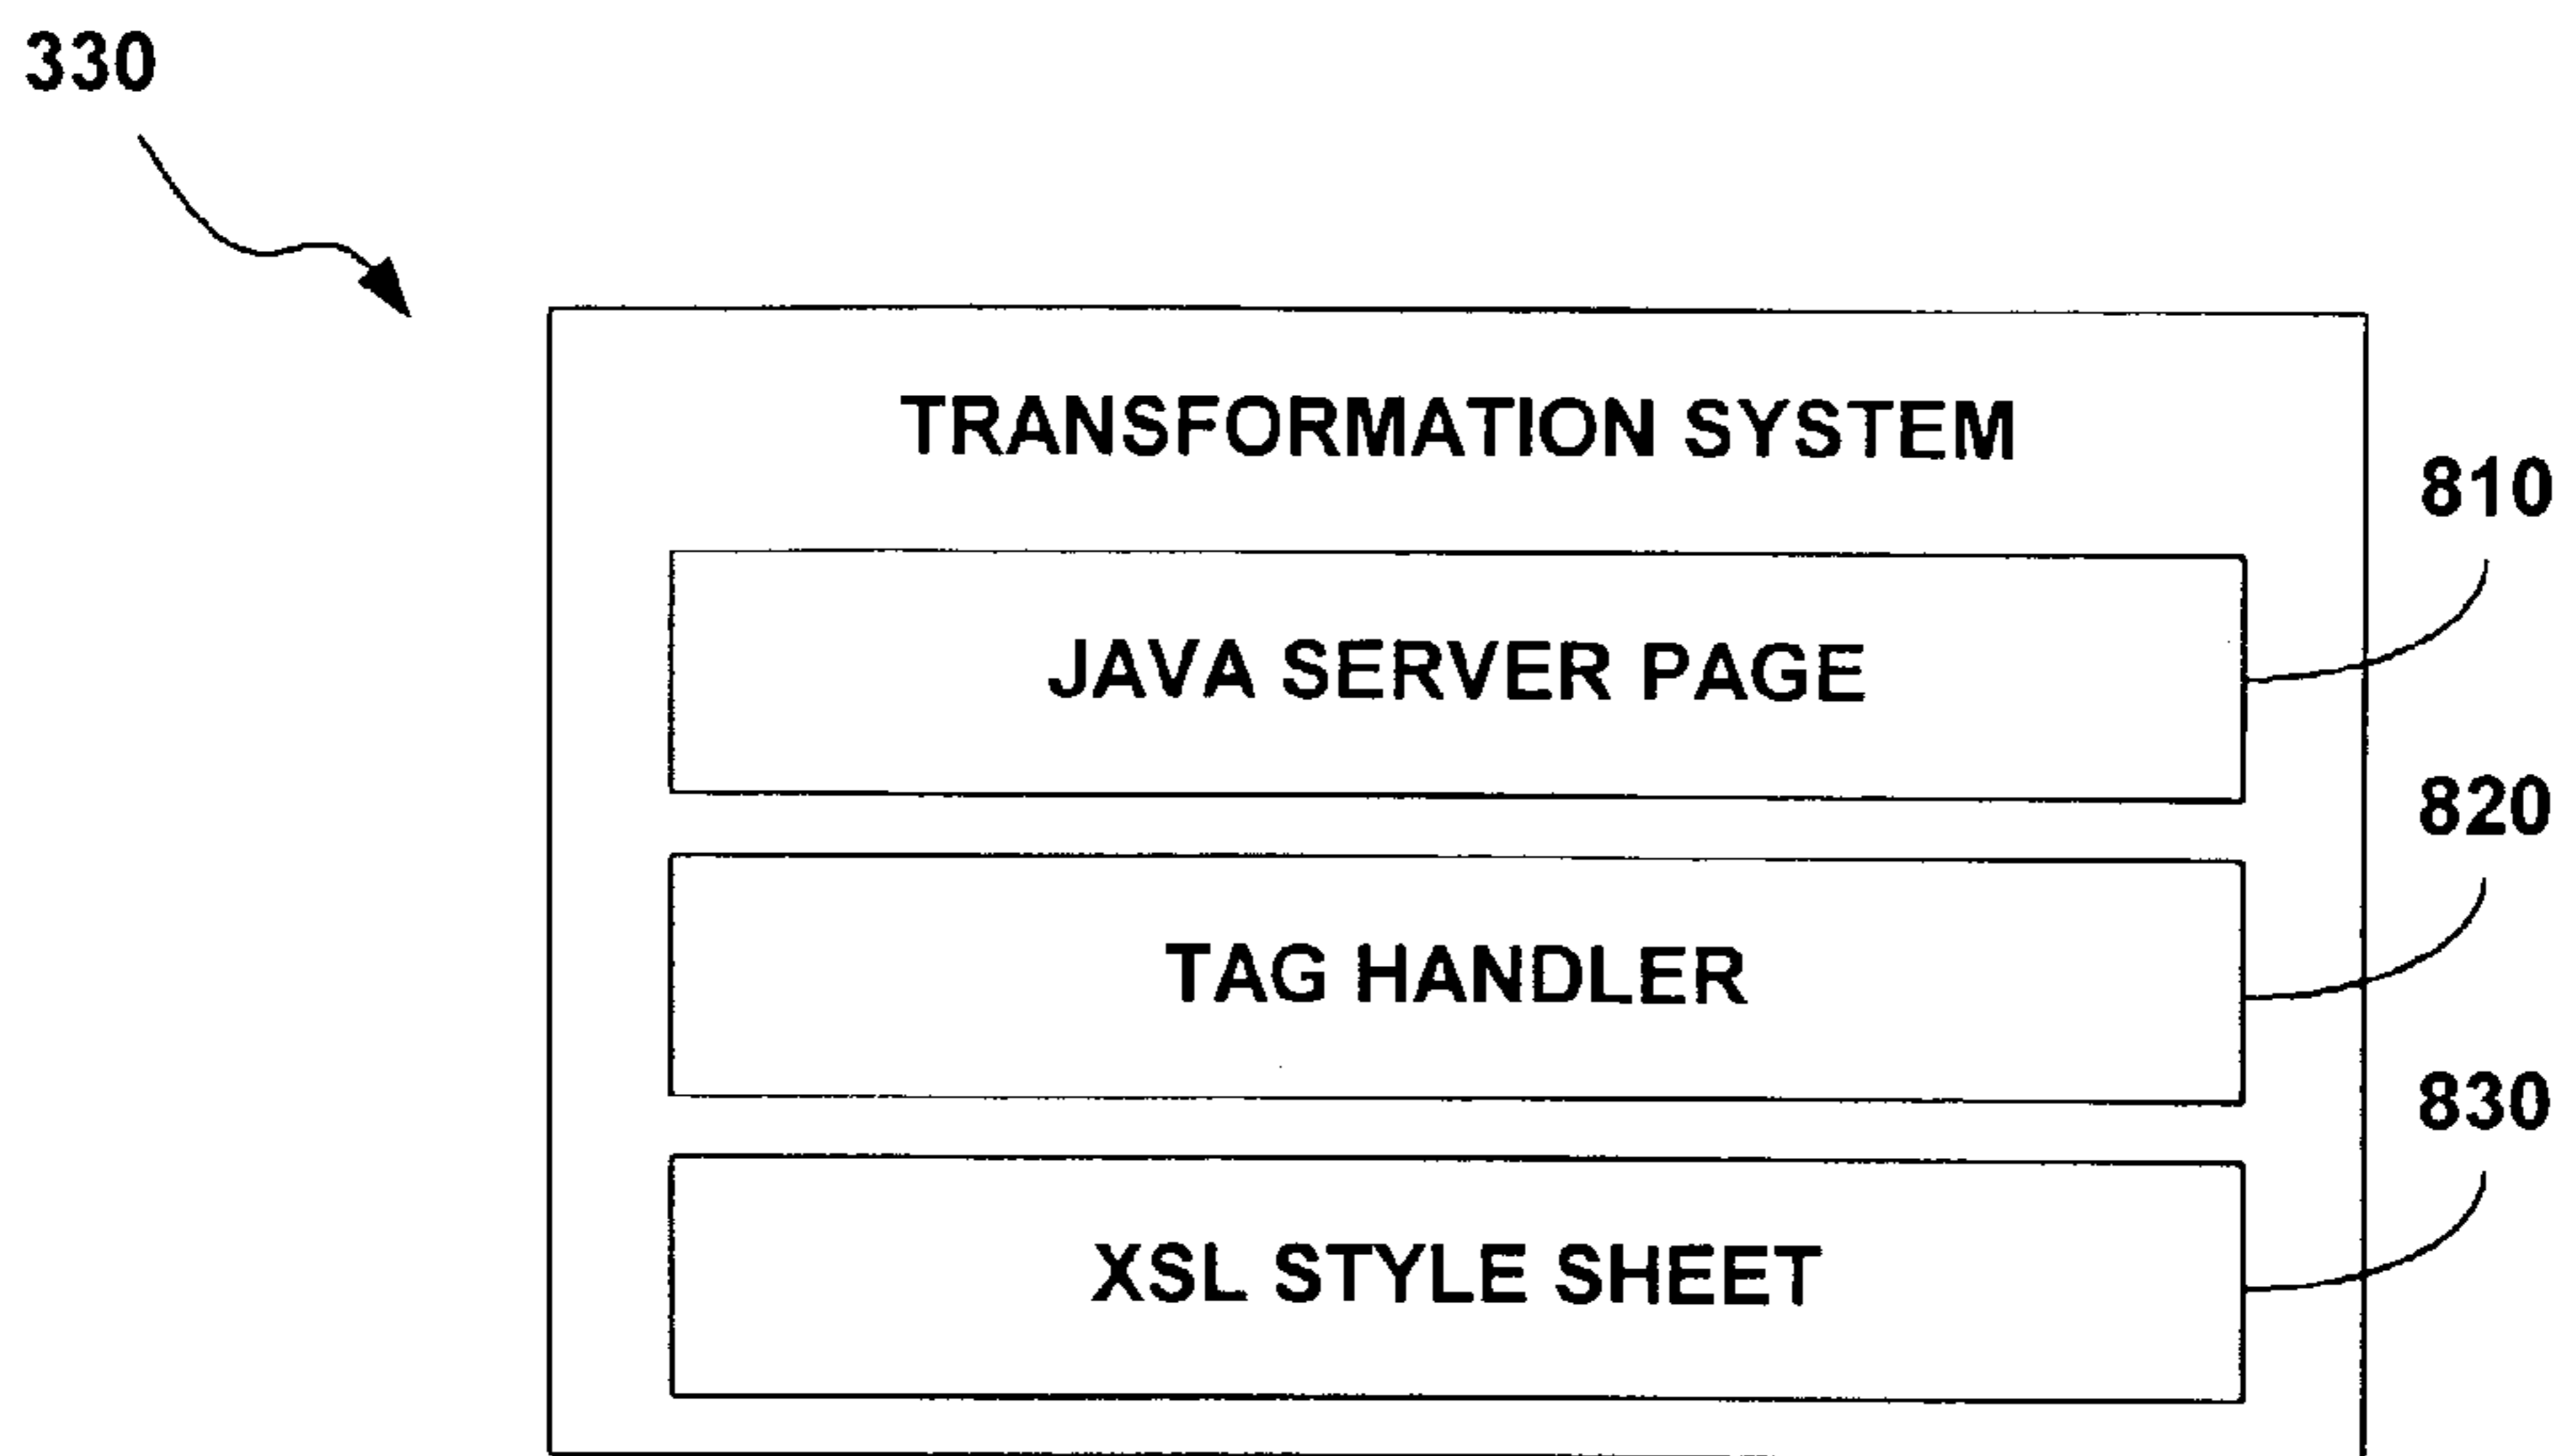 330
TRANSFORMATION SYSTEM
810
JAVA SERVER PAGE
820
TAG HANDLER
830
XSL STYLE SHEET